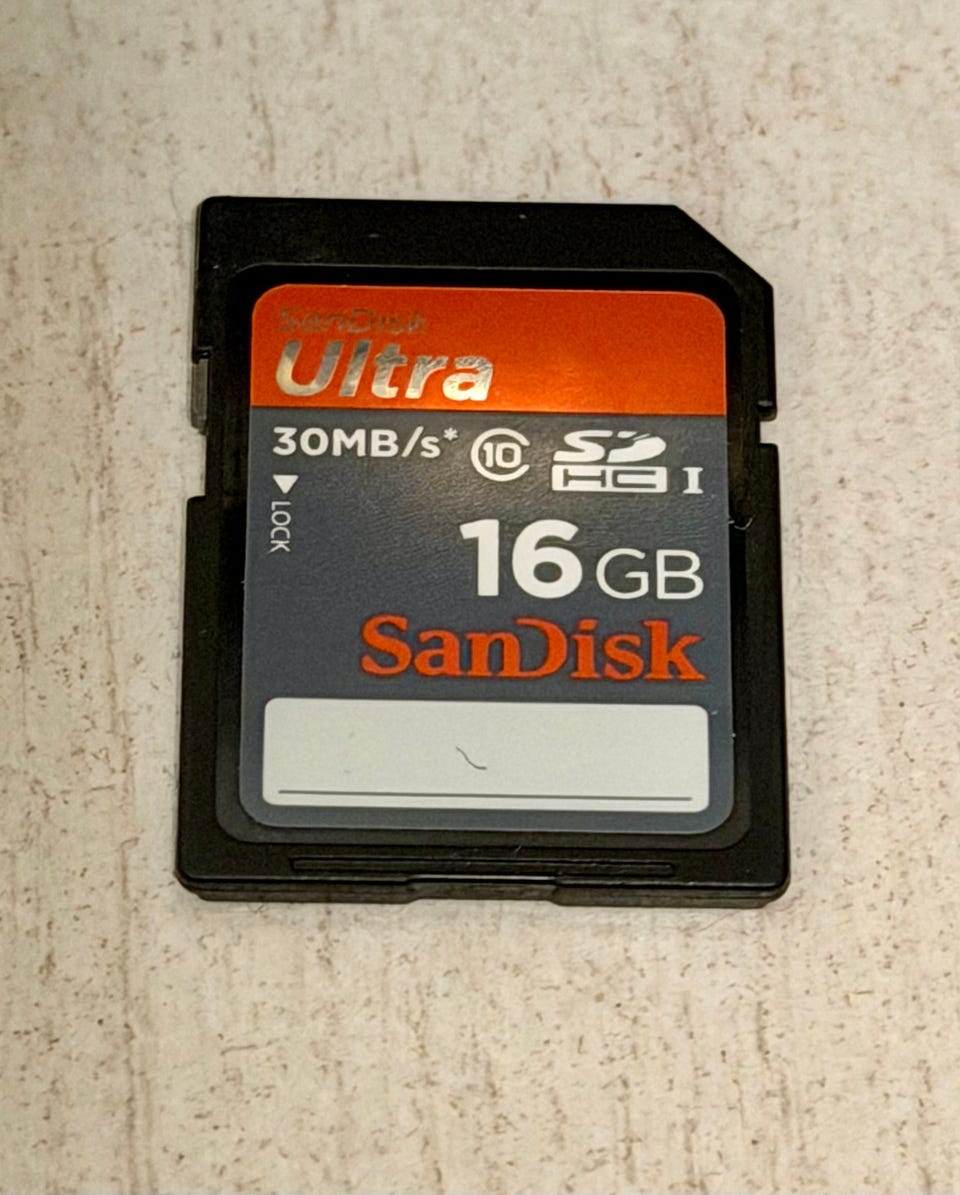 SanDisk
Ultra
30MB/s* 10 SD HC I
LOCK
16 GB
SanDisk